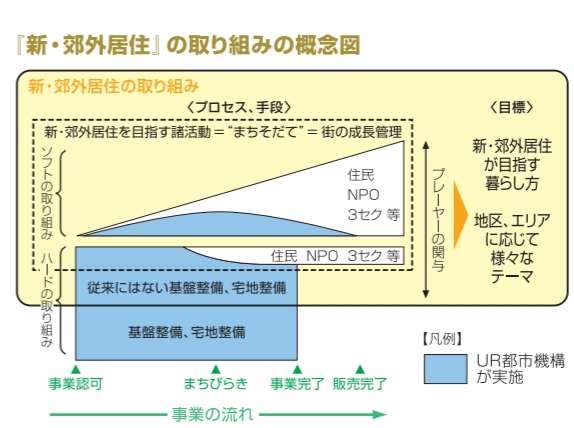 『新・郊外居住』の取り組みの概念図
新・郊外居住の取り組み
〈プロセス、手段〉
〈目標〉
新・郊外居住を目指す諸活動＝“まちそだて”＝街の成長管理
ソフトの取り組み
住民
NPO
3セク 等
プレーヤーの関与
新・郊外居住
が目指す
暮らし方
地区、エリア
に応じて
様々な
テーマ
ハードの取り組み
住民 NPO 3セク 等
従来にはない基盤整備、宅地整備
基盤整備、宅地整備
【凡例】
UR都市機構
が実施
事業認可
まちびらき
事業完了
販売完了
事業の流れ